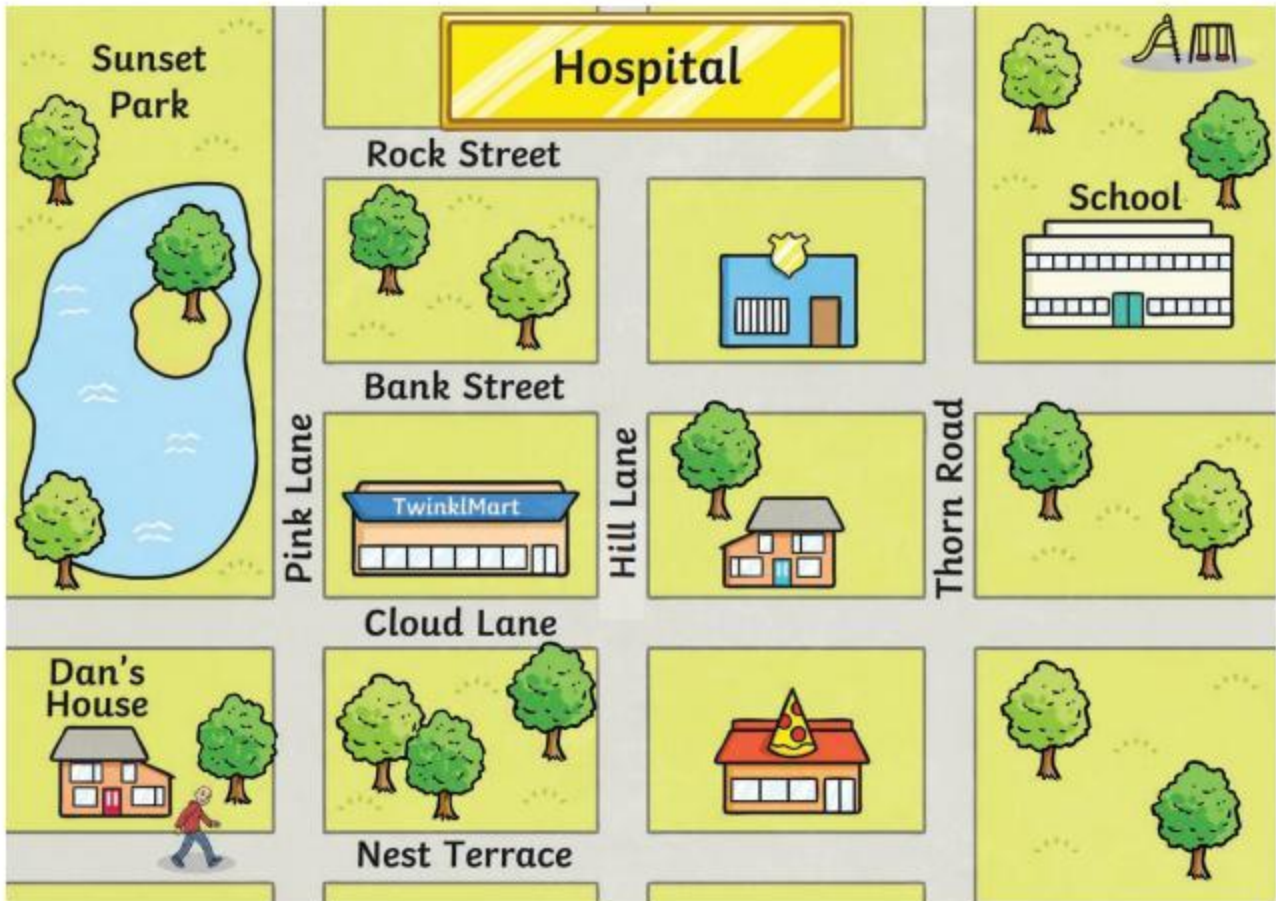 Sunset
Park
Hospital
Rock Street
School
Bank Street
Pink Lane
TwinklMart
Hill Lane
Thorn Road
Cloud Lane
Dan's
House
Nest Terrace